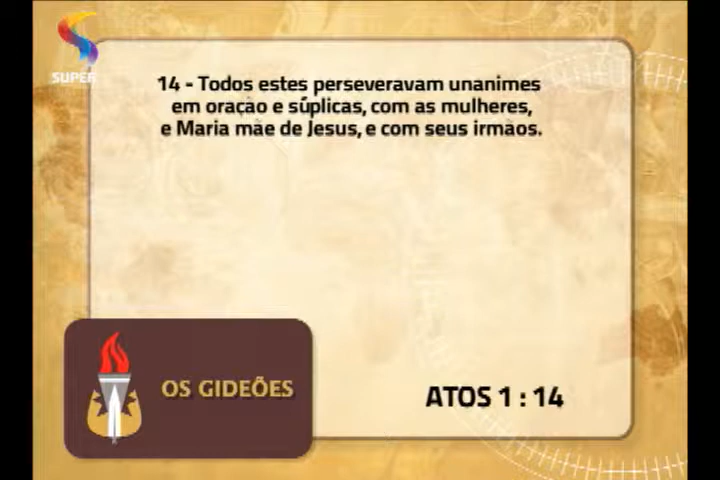 SUPER
14 - Todos estes perseveravam unanimes
em oração e súplicas, com as mulheres,
e Maria mãe de Jesus, e com seus irmãos.
OS GIDEÕES
ATOS 1 : 14